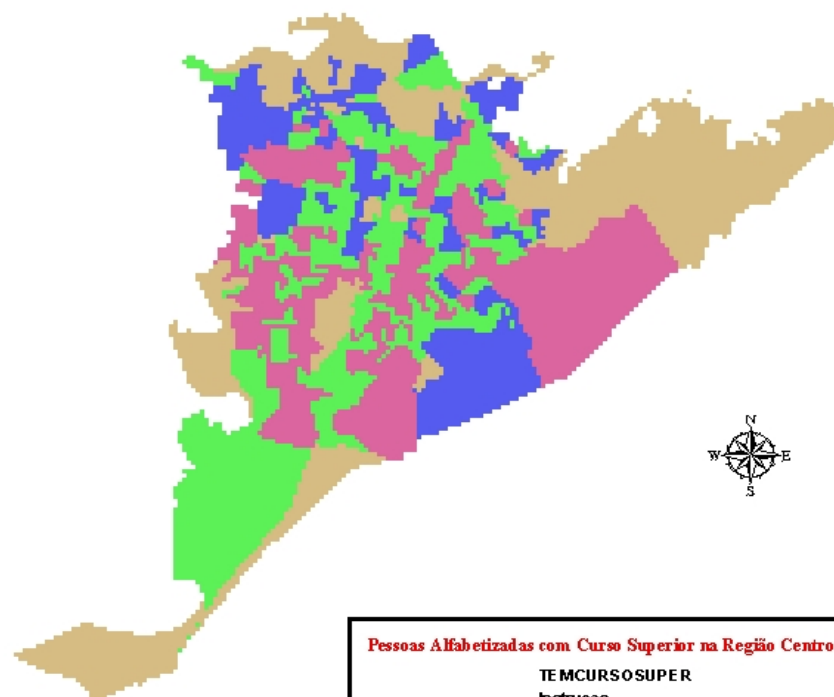 N
W E
S
Pessoas Alfabetizadas com Curso Superior na Região Centro
TEMCURSOSUPER